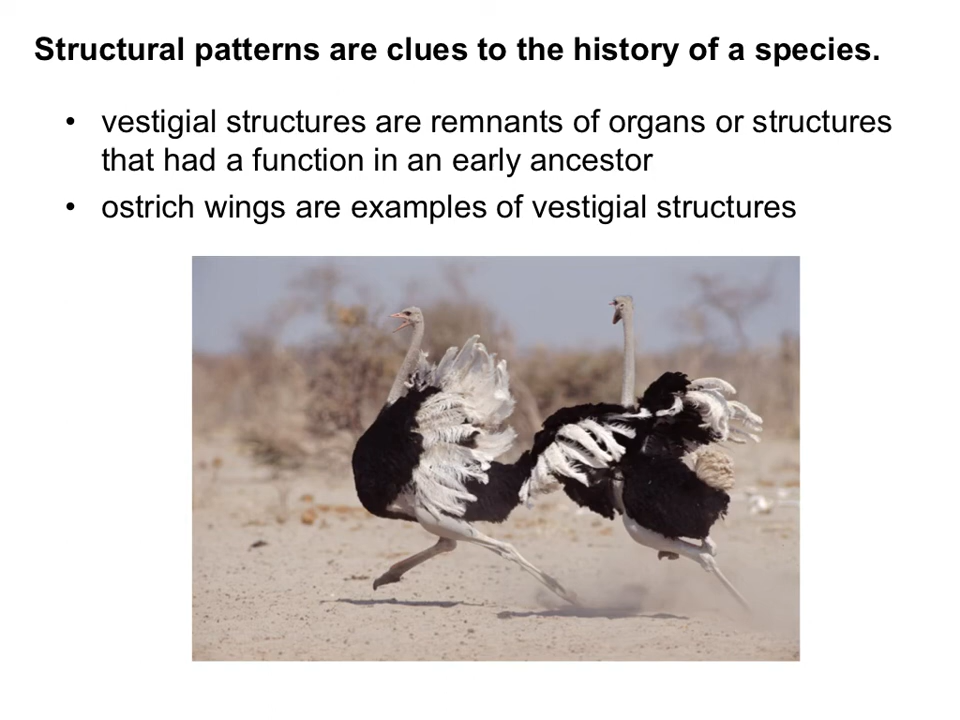 Structural patterns are clues to the history of a species.
• vestigial structures are remnants of organs or structures
that had a function in an early ancestor
• ostrich wings are examples of vestigial structures